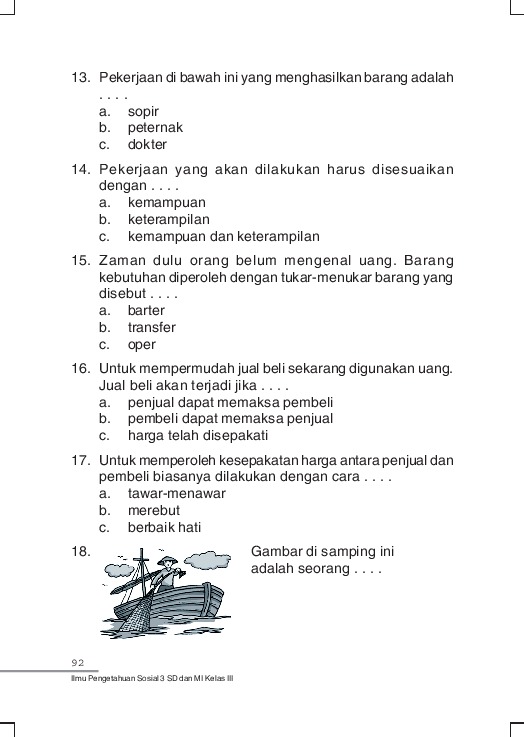 13. Pekerjaan di bawah ini yang menghasilkan barang adalah
. . . .
a. sopir
b. peternak
c. dokter
14. Pekerjaan yang akan dilakukan harus disesuaikan
dengan . . . .
a. kemampuan
b. keterampilan
c. kemampuan dan keterampilan
15. Zaman dulu orang belum mengenal uang. Barang
kebutuhan diperoleh dengan tukar-menukar barang yang
disebut . . . .
a. barter
b. transfer
c. oper
16. Untuk mempermudah jual beli sekarang digunakan uang.
Jual beli akan terjadi jika . . . .
a. penjual dapat memaksa pembeli
b. pembeli dapat memaksa penjual
c. harga telah disepakati
17. Untuk memperoleh kesepakatan harga antara penjual dan
pembeli biasanya dilakukan dengan cara . . . .
a. tawar-menawar
b. merebut
c. berbaik hati
18. Gambar di samping ini
adalah seorang . . . .
92
Ilmu Pengetahuan Sosial 3 SD dan MI Kelas III